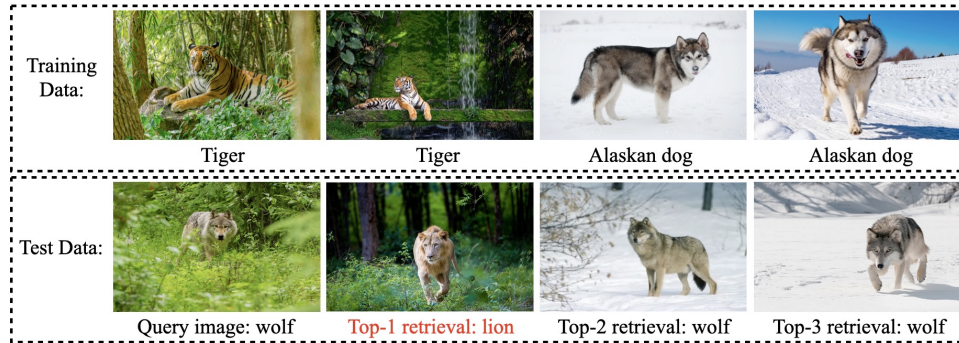 Training
Data:
Tiger
Tiger
Alaskan dog
Alaskan dog
Test Data:
Query image: wolf
Top-1 retrieval: lion
Top-2 retrieval: wolf
Top-3 retrieval: wolf